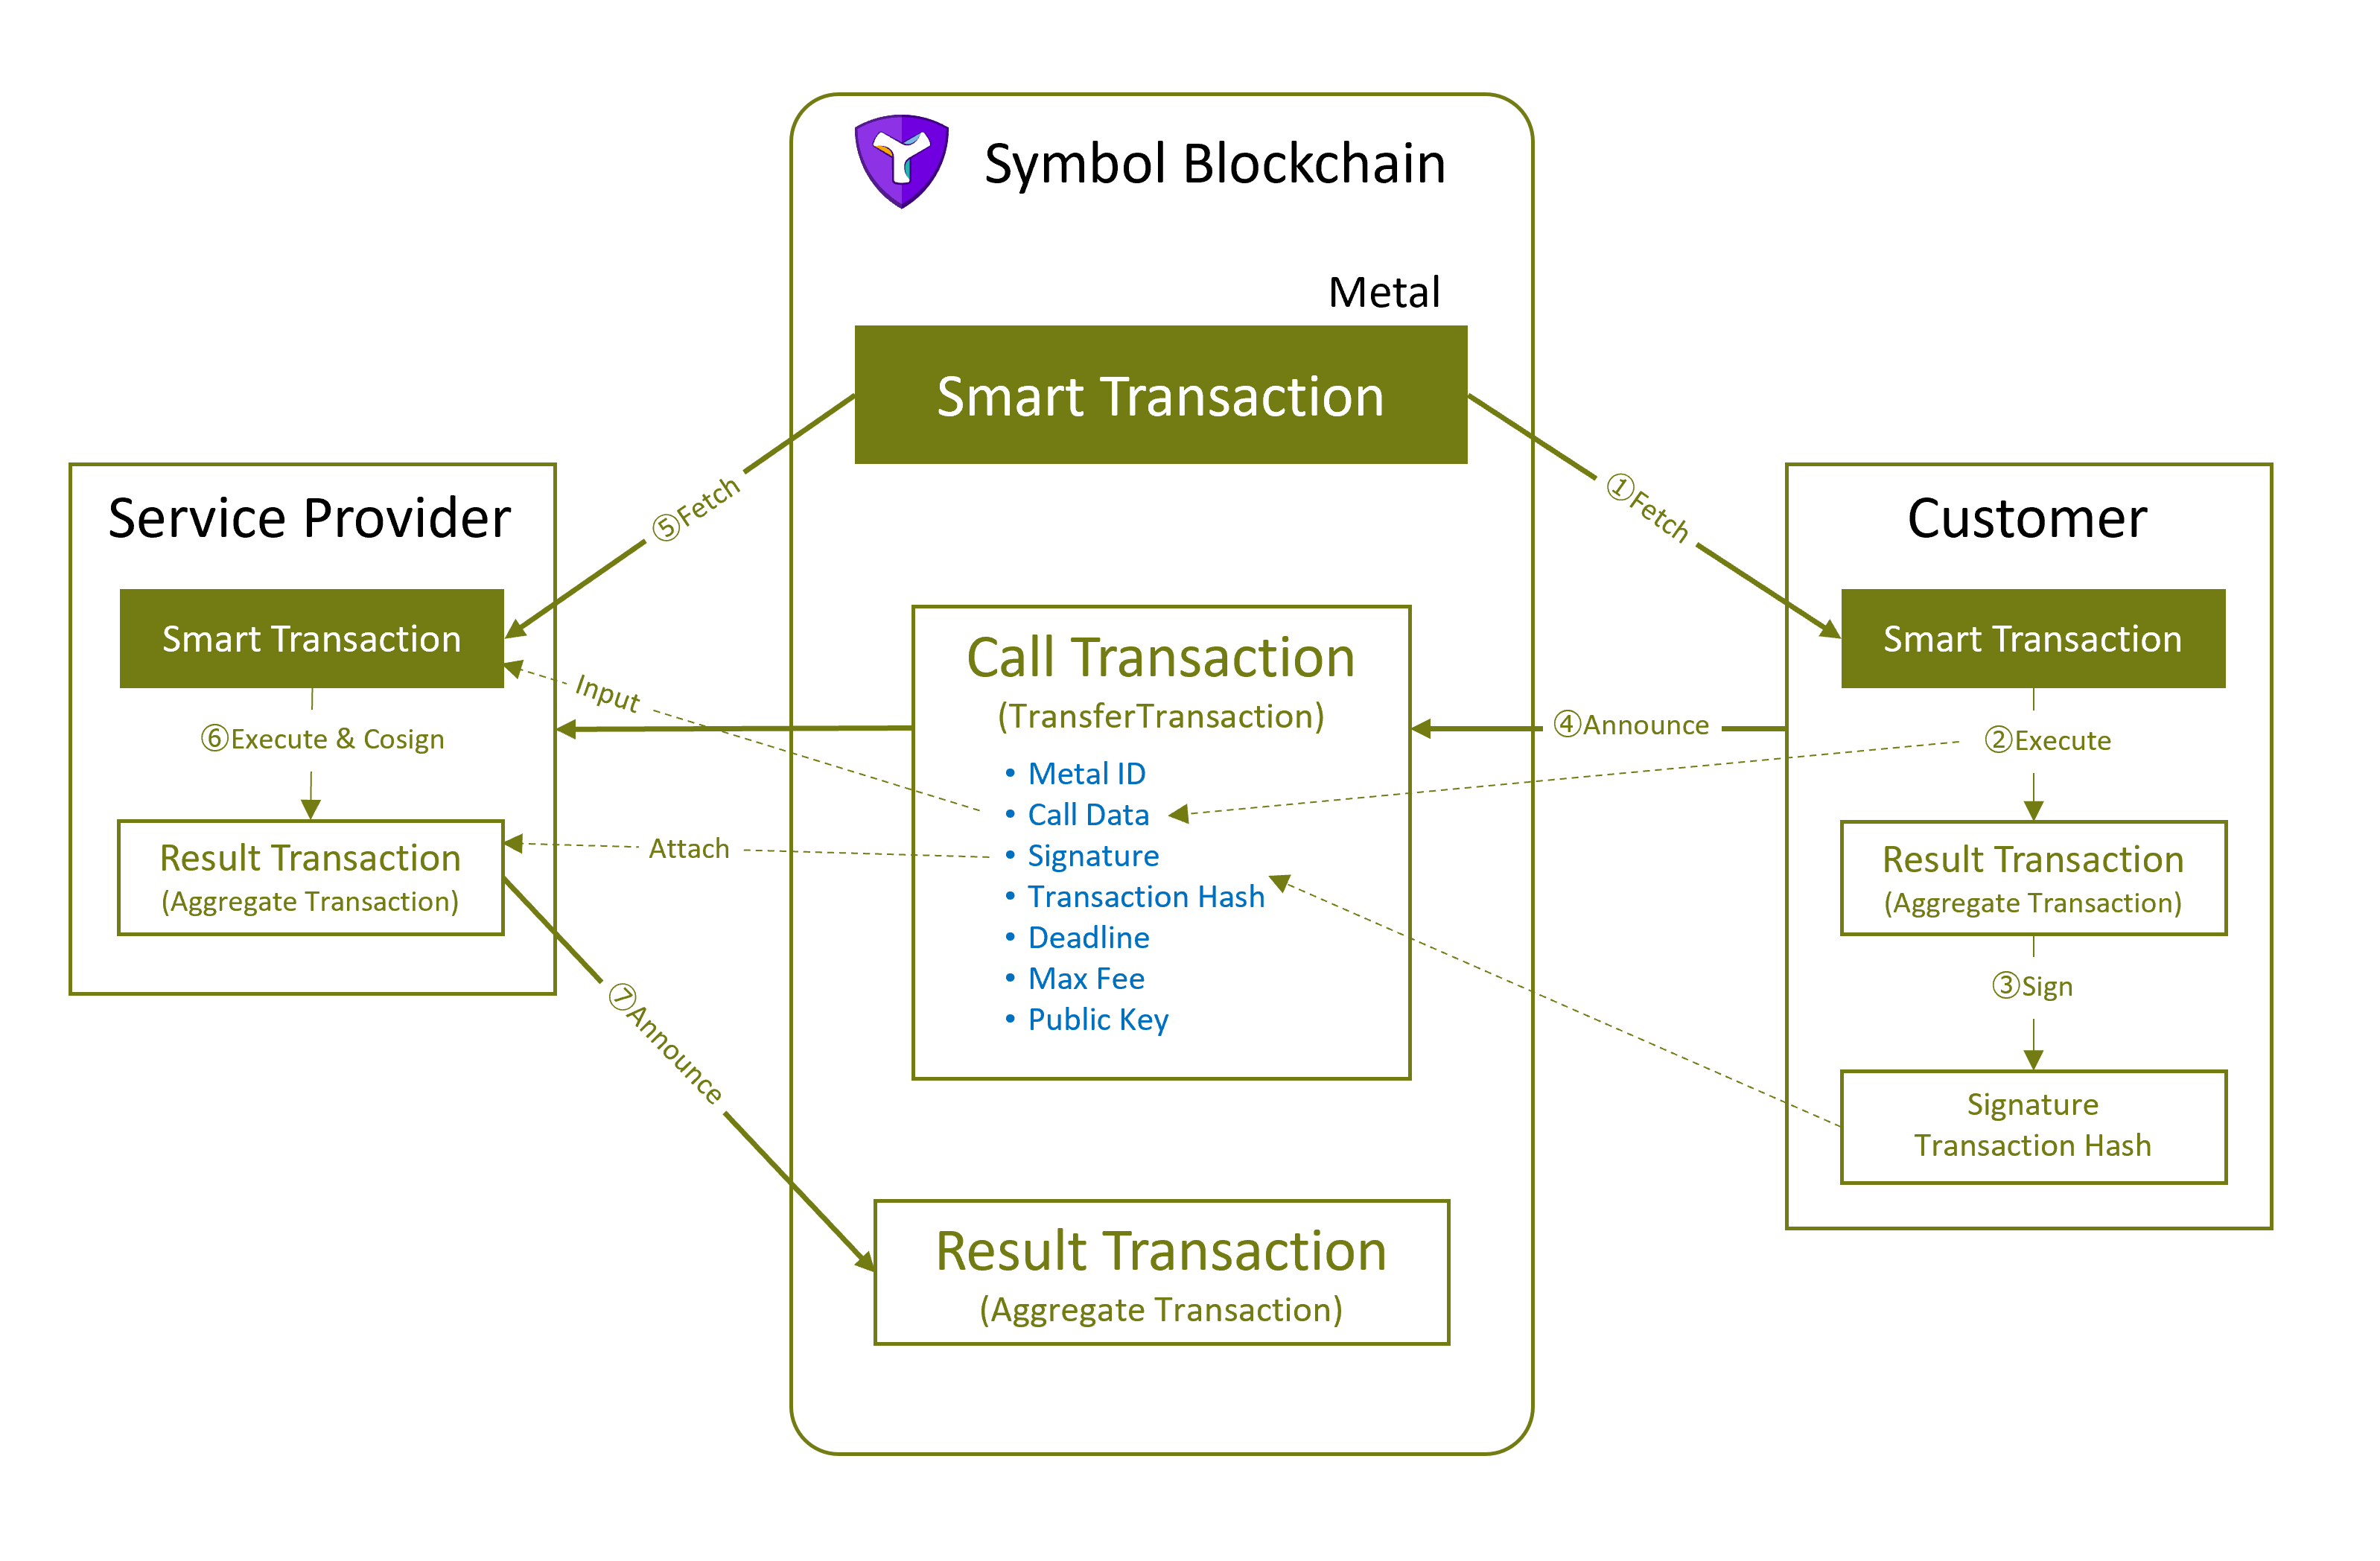 Symbol Blockchain
Metal
Smart Transaction
⑤Fetch
①Fetch
Service Provider
Smart Transaction
Input
⑥Execute & Cosign
Attach
Result Transaction
(Aggregate Transaction)
⑦Announce
Call Transaction
(TransferTransaction)
• Metal ID
• Call Data
• Signature
• Transaction Hash
• Deadline
• Max Fee
• Public Key
Customer
Smart Transaction
④Announce
②Execute
Result Transaction
(Aggregate Transaction)
③Sign
Signature
Transaction Hash
Result Transaction
(Aggregate Transaction)